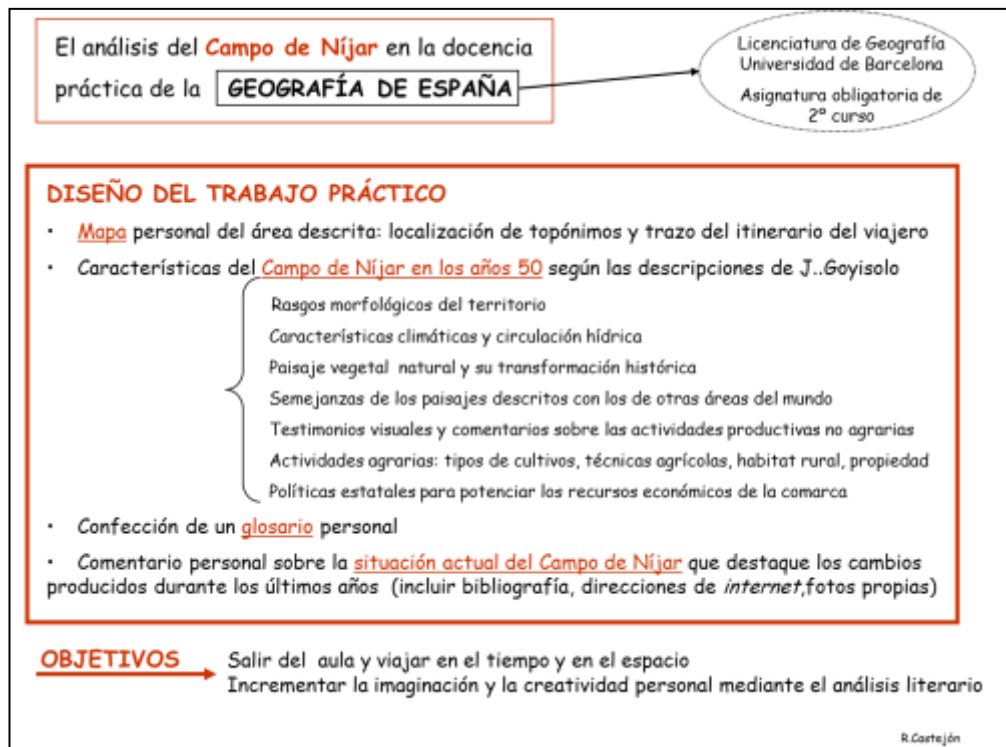 El análisis del Campo de Níjar en la docencia
práctica de la GEOGRAFÍA DE ESPAÑA
Licenciatura de Geografía
Universidad de Barcelona
Asignatura obligatoria de
2º curso
DISEÑO DEL TRABAJO PRÁCTICO
• Mapa personal del área descrita: localización de topónimos y trazo del itinerario del viajero
• Características del Campo de Níjar en los años 50 según las descripciones de J..Goyisolo
Rasgos morfológicos del territorio
Características climáticas y circulación hídrica
Paisaje vegetal natural y su transformación histórica
Semejanzas de los paisajes descritos con los de otras áreas del mundo
Testimonios visuales y comentarios sobre las actividades productivas no agrarias
Actividades agrarias: tipos de cultivos, técnicas agrícolas, habitat rural, propiedad
Políticas estatales para potenciar los recursos económicos de la comarca
• Confección de un glosario personal
• Comentario personal sobre la situación actual del Campo de Níjar que destaque los cambios
producidos durante los últimos años (incluir bibliografía, direcciones de internet,fotos propias)
OBJETIVOS
Salir del aula y viajar en el tiempo y en el espacio
Incrementar la imaginación y la creatividad personal mediante el análisis literario
R.Castejón